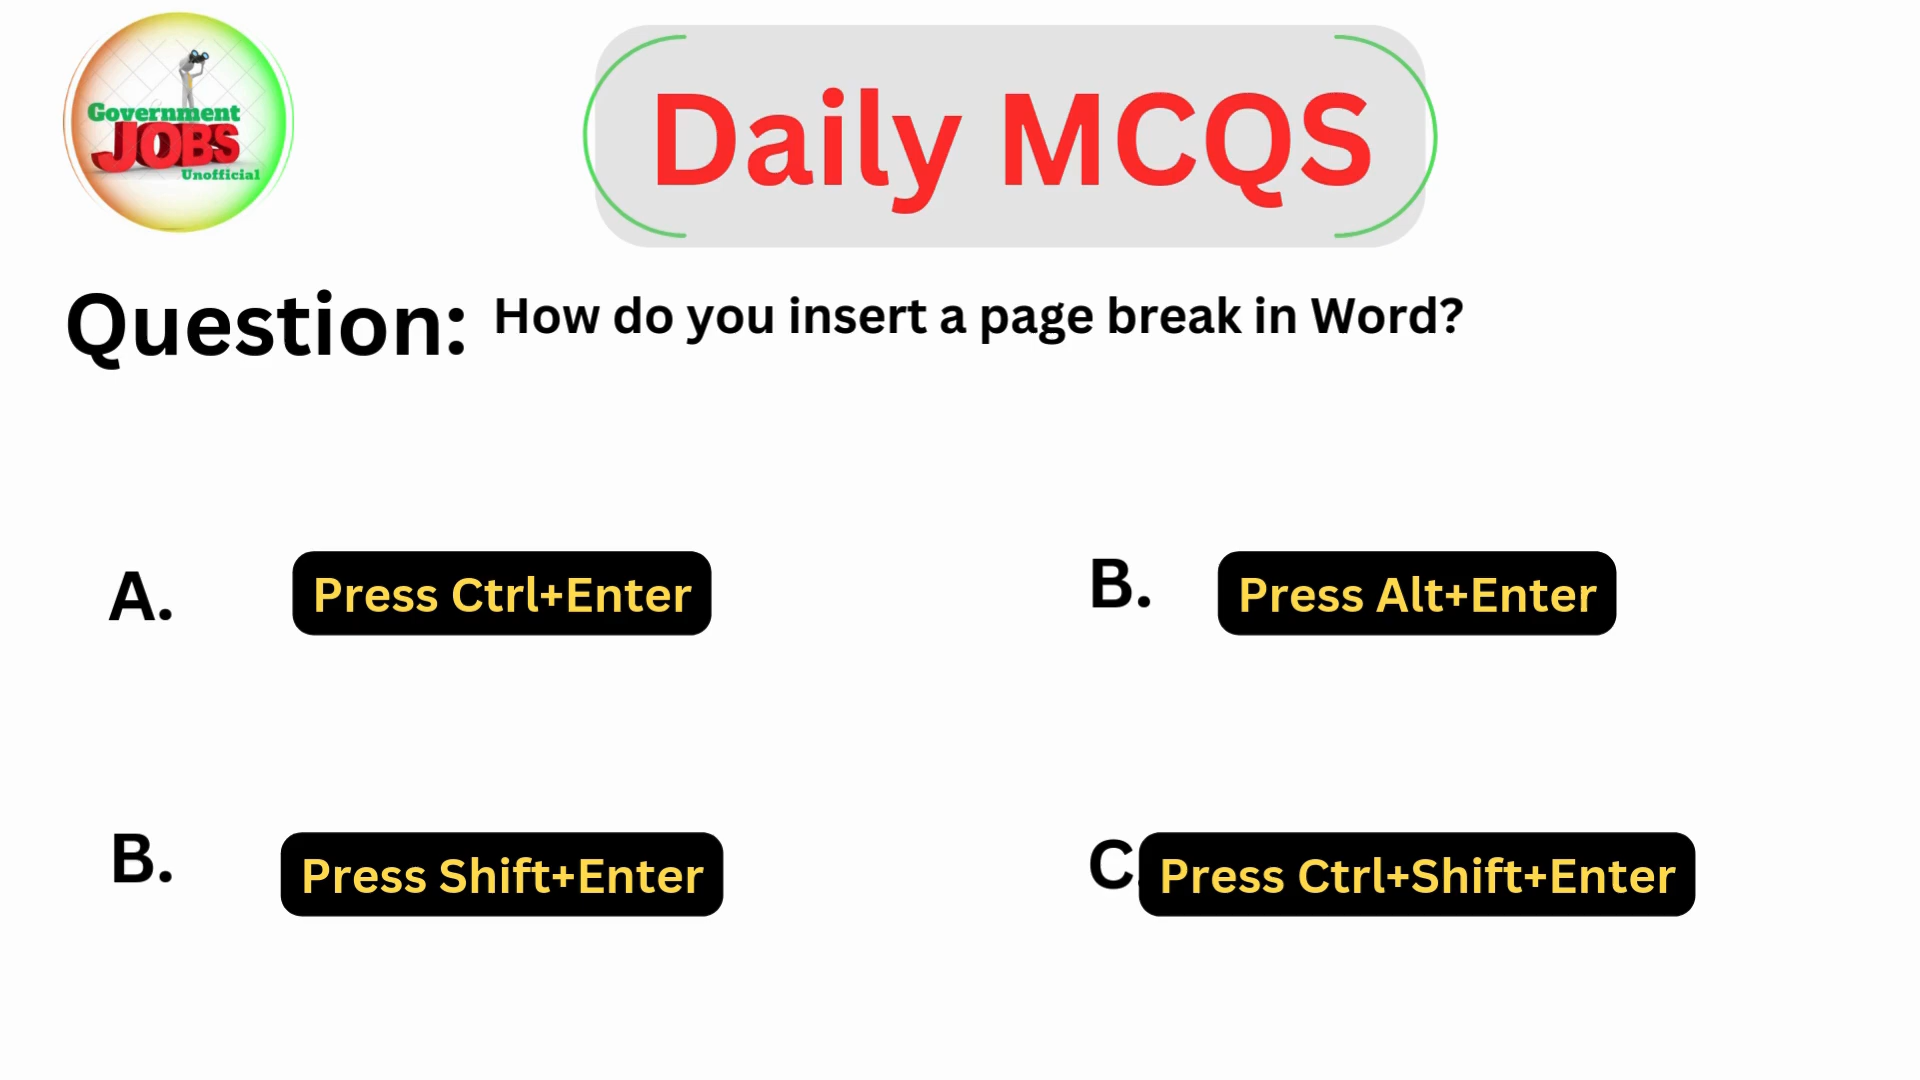 Government
JOBS
Unofficial
Daily MCQS
Question: How do you insert a page break in Word?
A. Press Ctrl+Enter
B. Press Alt+Enter
B. Press Shift+Enter
C. Press Ctrl+Shift+Enter